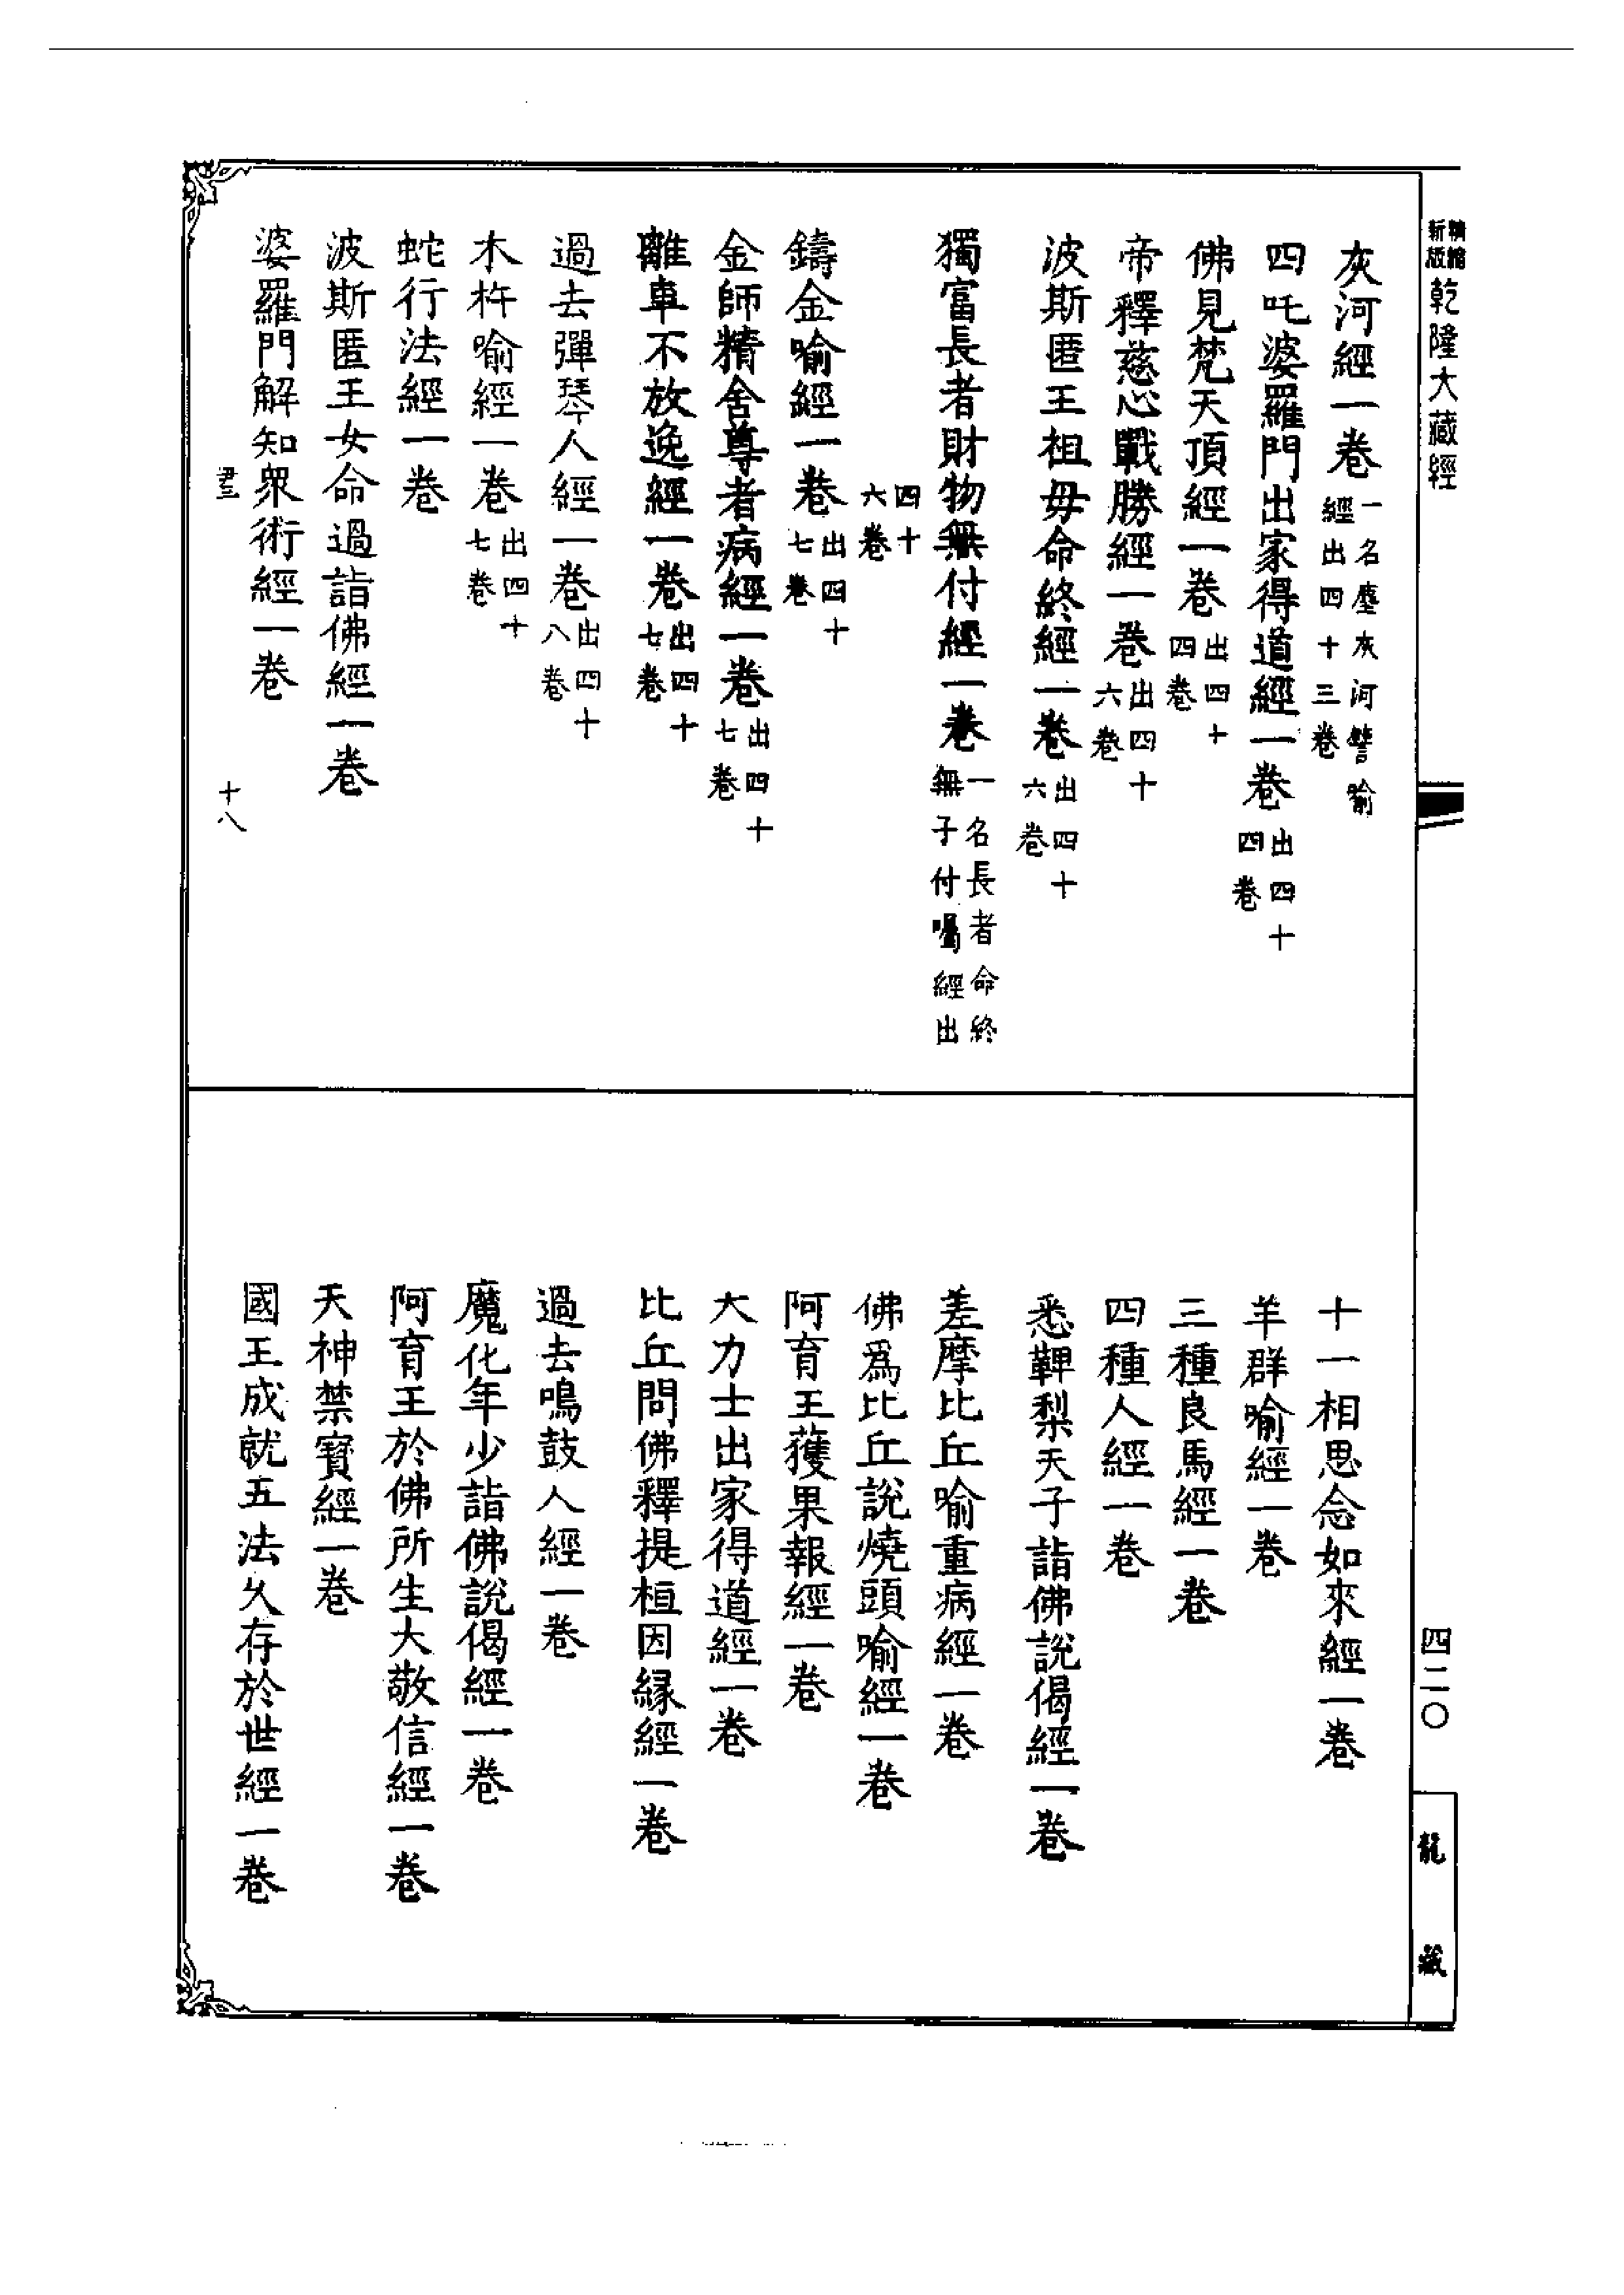 精縮新版乾隆大藏經
灰河經一卷一名塵灰河譬喻經出四十三卷
四吒婆羅門出家得道經一卷出四十四卷
佛見梵天頂經一卷出四十四卷
帝釋慈心戰勝經一卷出四十六卷
波斯匿王祖母命終經一卷出四十六卷
獨富長者財物無付經一卷一名長者命終無子付囑經出
四十六卷
鑄金喻經一卷出四十七卷
金師精舍尊者病經一卷出四十七卷
離車不放逸經一卷出四十七卷
過去彈琴人經一卷出四十八卷
木杵喻經一卷出四十七卷
蛇行法經一卷
波斯匿王女命過詣佛經一卷
婆羅門解知眾術經一卷
十八
十一相思念如來經一卷
羊群喻經一卷
三種良馬經一卷
四種人經一卷
悉鞞梨天子詣佛說偈經一卷
差摩比丘喻重病經一卷
佛爲比丘說燒頭喻經一卷
阿育王獲果報經一卷
大力士出家得道經一卷
比丘問佛釋提桓因緣經一卷
過去鳴鼓人經一卷
魔化年少詣佛說偈經一卷
阿育王於佛所生大敬信經一卷
天神禁寶經一卷
國王成就五法久存於世經一卷
四二〇
龍藏